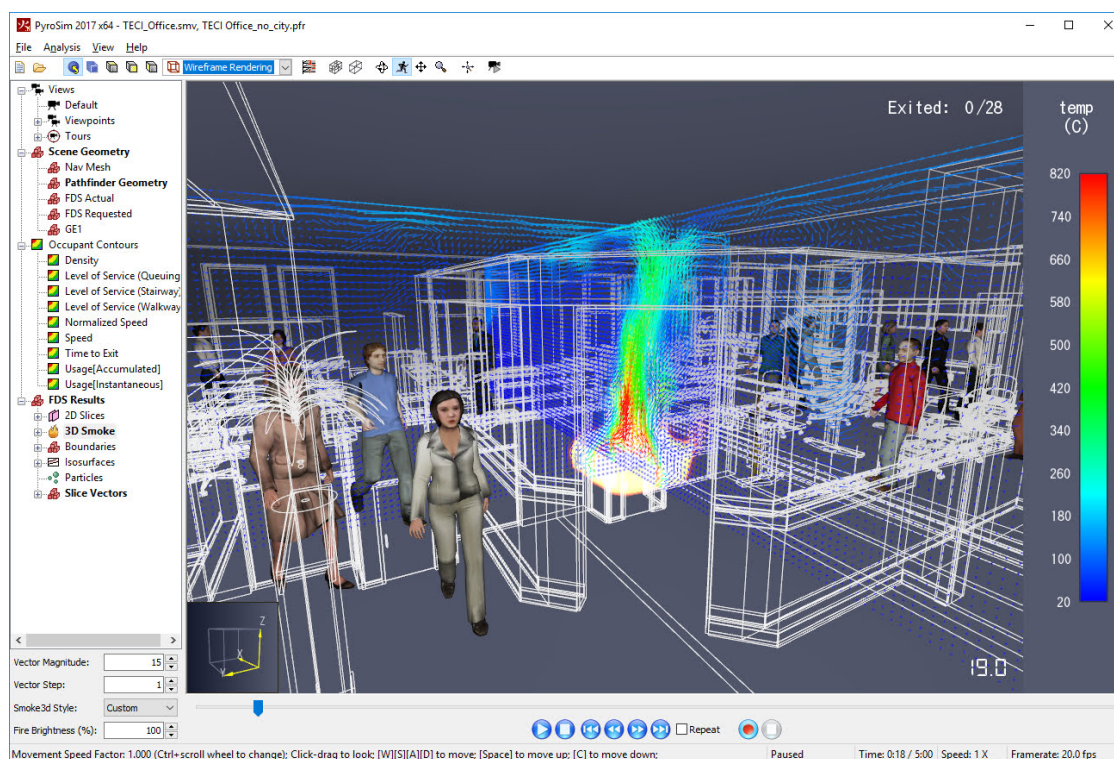 PyroSim 2017 x64 - TECI_Office.smv, TECI Office_no_city.pfr
File Analysis View Help
Wireframe Rendering
Views
Default
Viewpoints
Tours
Scene Geometry
Nav Mesh
Pathfinder Geometry
FDS Actual
FDS Requested
GE1
Occupant Contours
Density
Level of Service (Queuing
Level of Service (Stairway)
Level of Service (Walkway
Normalized Speed
Speed
Time to Exit
Usage[Accumulated]
Usage[Instantaneous]
FDS Results
2D Slices
3D Smoke
Boundaries
Isosurfaces
Particles
Slice Vectors
Exited: 0/28
temp
(C)
820
740
660
580
500
420
340
260
180
100
20
Z
X
Y
19.0
Vector Magnitude: 15
Vector Step: 1
Smoke3d Style: Custom
Fire Brightness (%): 100
Repeat
Movement Speed Factor: 1.000 (Ctrl+scroll wheel to change); Click-drag to look; [W][S][A][D] to move; [Space] to move up; [C] to move down;
Paused
Time: 0:18 / 5:00
Speed: 1 X
Framerate: 20.0 fps